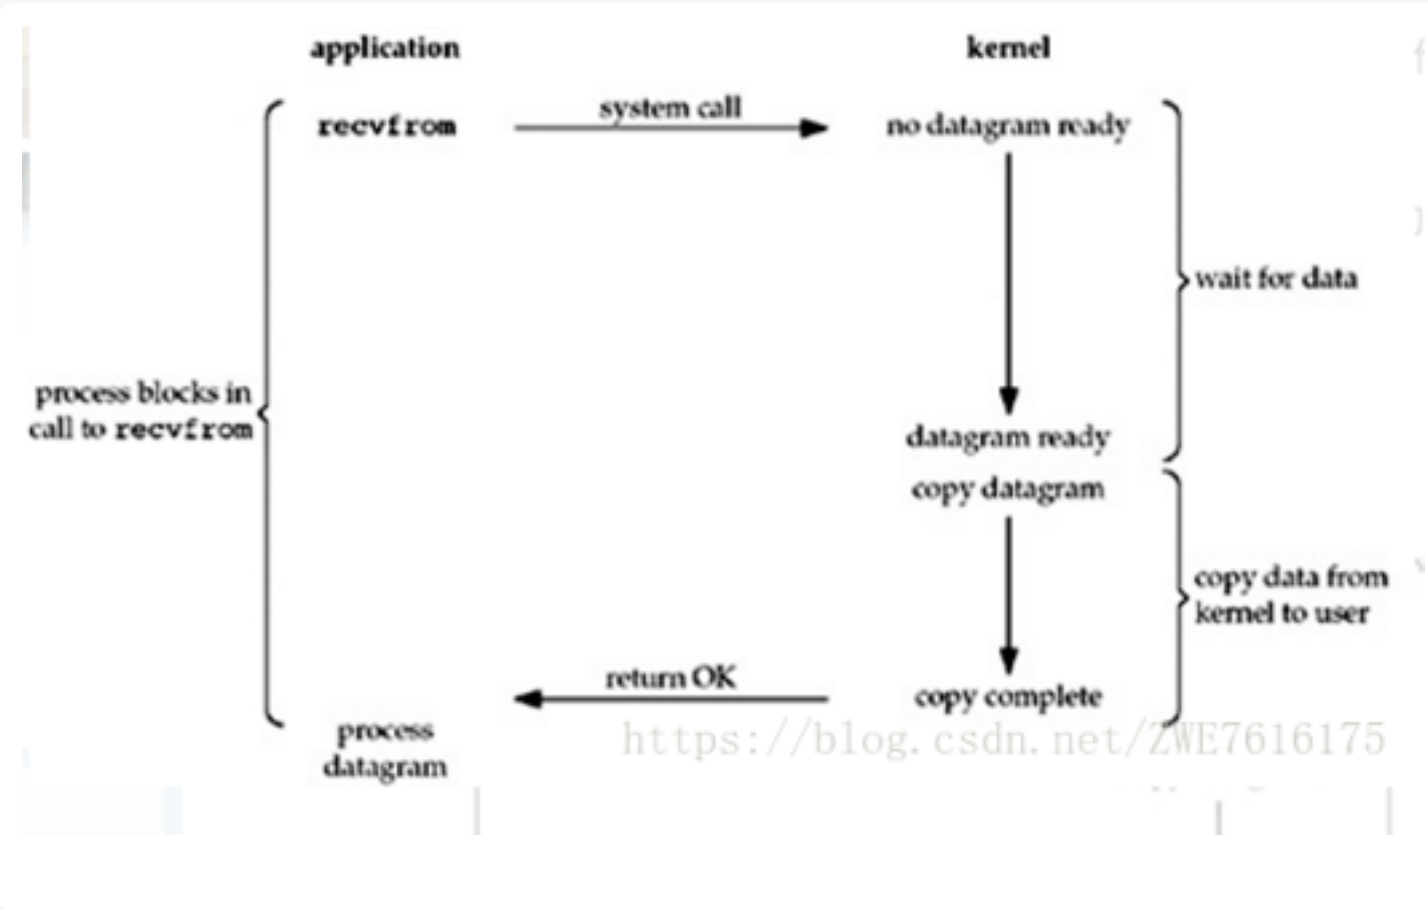 application
kernel
recvfrom
system call
no datagram ready
wait for data
process blocks in
call to recvfrom
datagram ready
copy datagram
copy data from
kernel to user
return OK
copy complete
process
datagram
https://blog.csdn.net/ZWE7616175